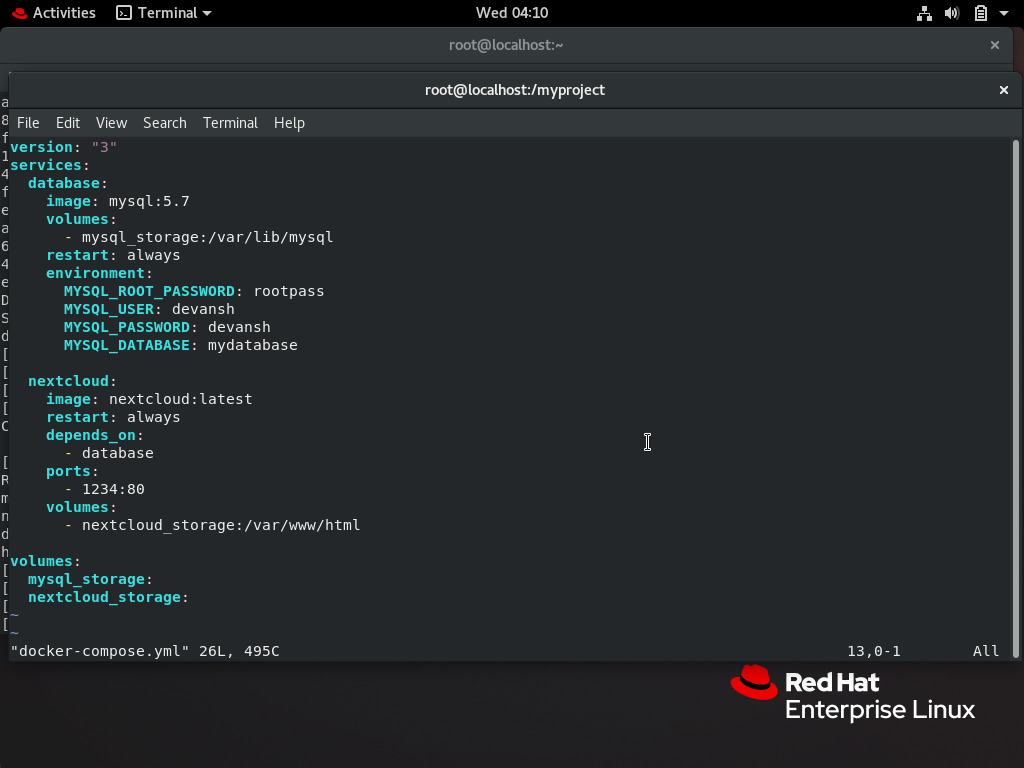 Activities Terminal Wed 04:10
root@localhost:~ ×
root@localhost:/myproject ×
File Edit View Search Terminal Help
version: "3"
services:
  database:
    image: mysql:5.7
    volumes:
      - mysql_storage:/var/lib/mysql
    restart: always
    environment:
      MYSQL_ROOT_PASSWORD: rootpass
      MYSQL_USER: devansh
      MYSQL_PASSWORD: devansh
      MYSQL_DATABASE: mydatabase

  nextcloud:
    image: nextcloud:latest
    restart: always
    depends_on:
      - database
    ports:
      - 1234:80
    volumes:
      - nextcloud_storage:/var/www/html

volumes:
  mysql_storage:
  nextcloud_storage:
~
~
"docker-compose.yml" 26L, 495C 13,0-1 All
Red Hat
Enterprise Linux